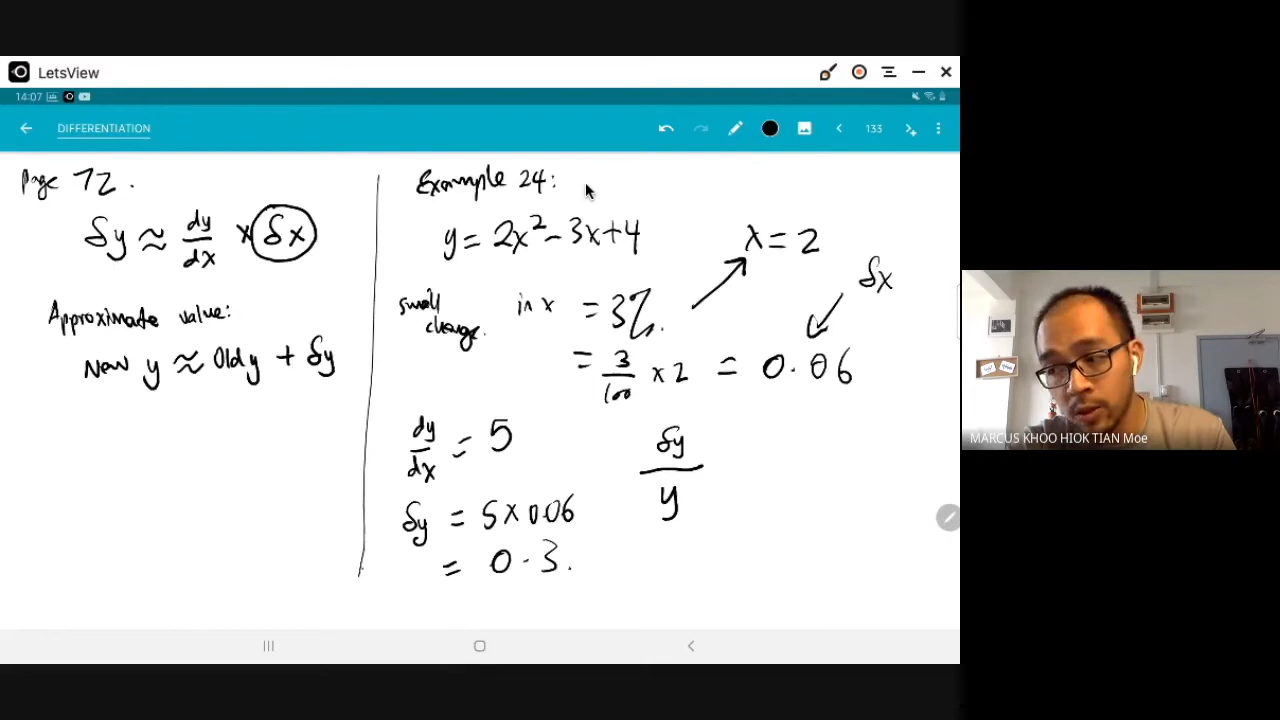 LetsView
14:07
DIFFERENTIATION
133
Page 72.
δy ≈ dy/dx × δx
Approximate value:
New y ≈ Old y + δy
Example 24:
y = 2x² - 3x + 4
x = 2
δx
small change in x = 3%.
= 3/100 × 2 = 0.06
dy/dx = 5
δy/y
δy = 5 × 0.06
= 0.3.
MARCUS KHOO HIOK TIAN Moe